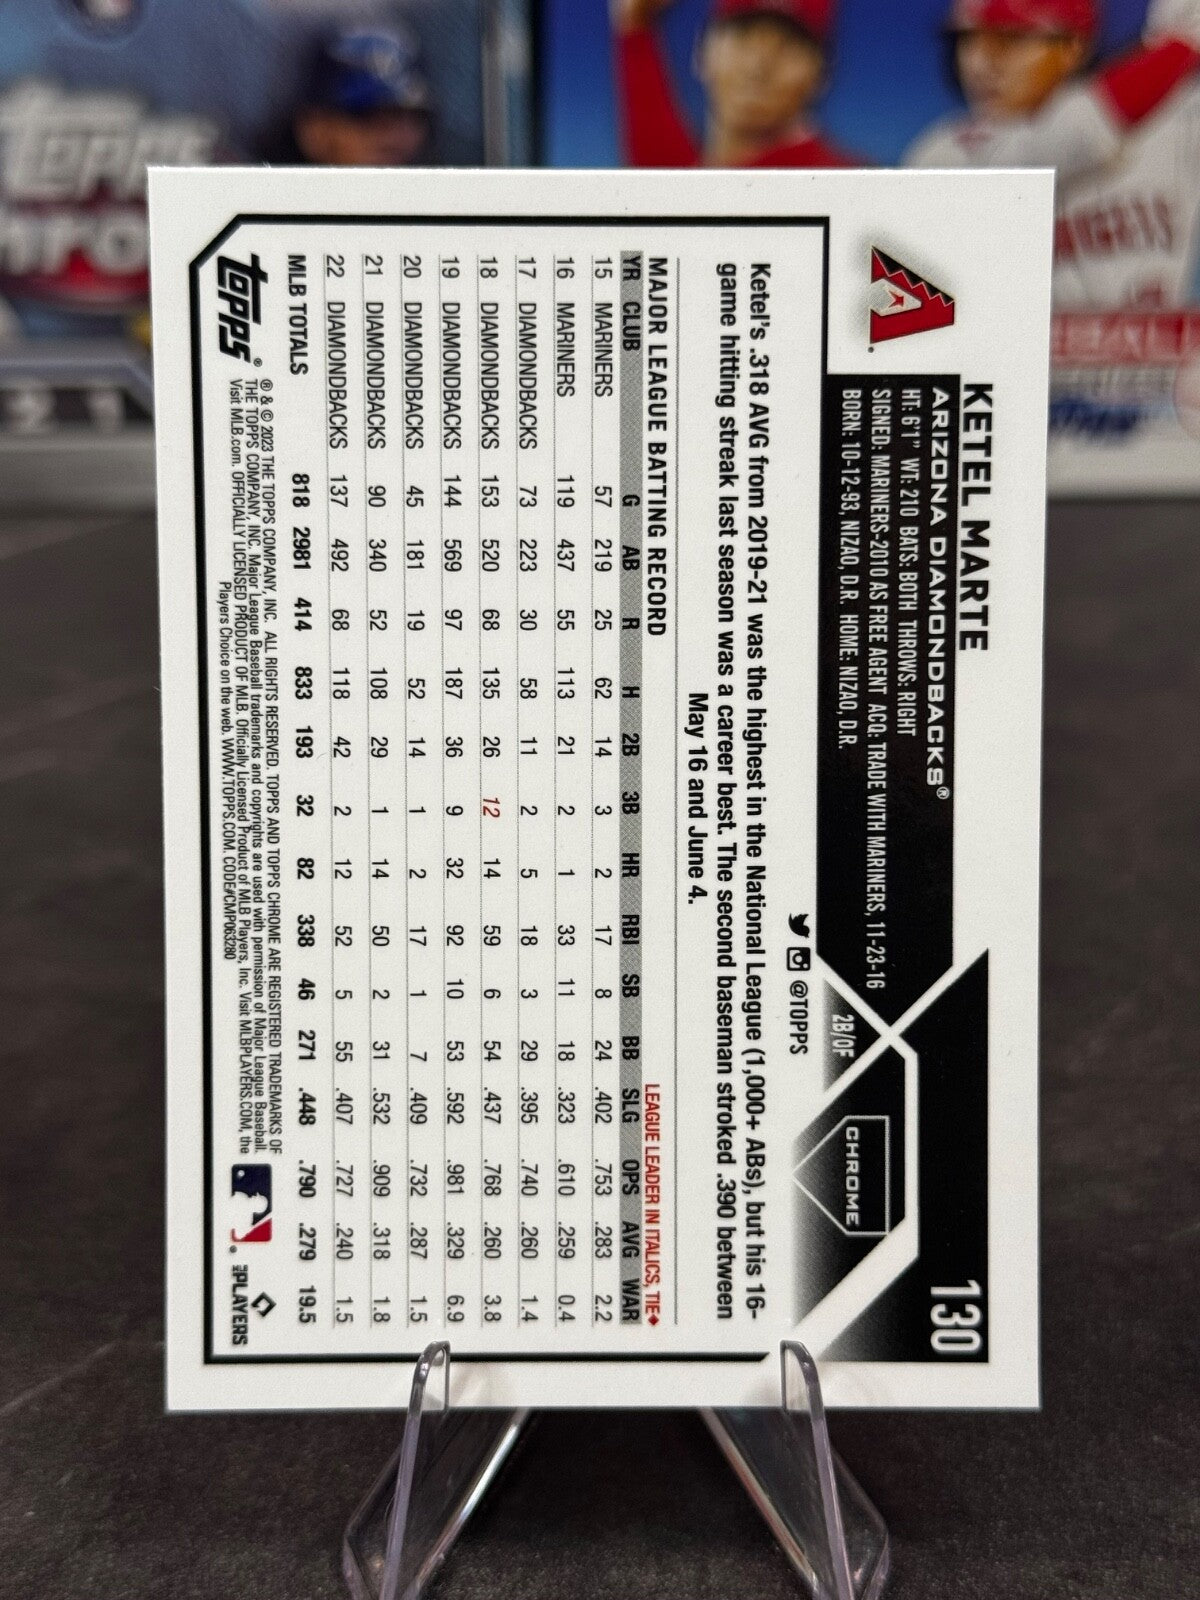 KETEL MARTE
130
ARIZONA DIAMONDBACKS®
HT: 6'1" WT: 210 BATS: BOTH THROWS: RIGHT
SIGNED: MARINERS-2010 AS FREE AGENT ACQ: TRADE WITH MARINERS, 11-23-16
BORN: 10-12-93, NIZAO, D.R. HOME: NIZAO, D.R.
2B/OF
CHROME
@TOPPS
Ketel's .318 AVG from 2019-21 was the highest in the National League (1,000+ ABs), but his 16-
game hitting streak last season was a career best. The second baseman stroked .390 between
May 16 and June 4.
MAJOR LEAGUE BATTING RECORD
LEAGUE LEADER IN ITALICS, TIE♦
YR CLUB G AB R H 2B 3B HR RBI SB BB SLG OPS AVG WAR
15 MARINERS 57 219 25 62 14 3 2 17 8 24 .402 .753 .283 2.2
16 MARINERS 119 437 55 113 21 2 1 33 11 18 .323 .610 .259 0.4
17 DIAMONDBACKS 73 223 30 58 11 2 5 18 3 29 .395 .740 .260 1.4
18 DIAMONDBACKS 153 520 68 135 26 12 14 59 6 54 .437 .768 .260 3.8
19 DIAMONDBACKS 144 569 97 187 36 9 32 92 10 53 .592 .981 .329 6.9
20 DIAMONDBACKS 45 181 19 52 14 1 2 17 1 7 .409 .732 .287 1.5
21 DIAMONDBACKS 90 340 52 108 29 1 14 50 2 31 .532 .909 .318 1.8
22 DIAMONDBACKS 137 492 68 118 42 2 12 52 5 55 .407 .727 .240 1.5
MLB TOTALS 818 2981 414 833 193 32 82 338 46 271 .448 .790 .279 19.5
topps®
® & © 2023 THE TOPPS COMPANY, INC. ALL RIGHTS RESERVED. TOPPS AND TOPPS CHROME ARE REGISTERED TRADEMARKS OF
THE TOPPS COMPANY, INC. Major League Baseball trademarks and copyrights are used with permission of Major League Baseball.
Visit MLB.com. OFFICIALLY LICENSED PRODUCT OF MLB. Officially Licensed Product of MLB Players, Inc. Visit MLBPLAYERS.COM, the
Players Choice on the web. WWW.TOPPS.COM. CODE#CMP063280
PLAYERS
Topps